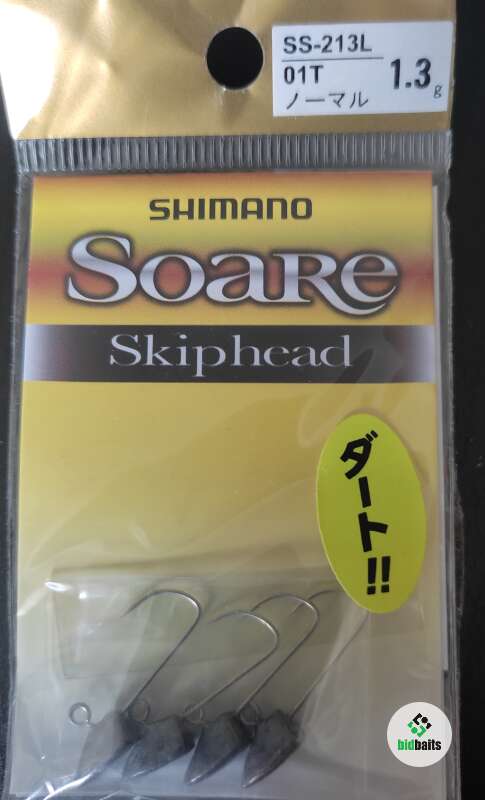 SS-213L
01T
ノーマル
1.3g
SHIMANO
SoaRe
Skiphead
ダート!!
bidbaits